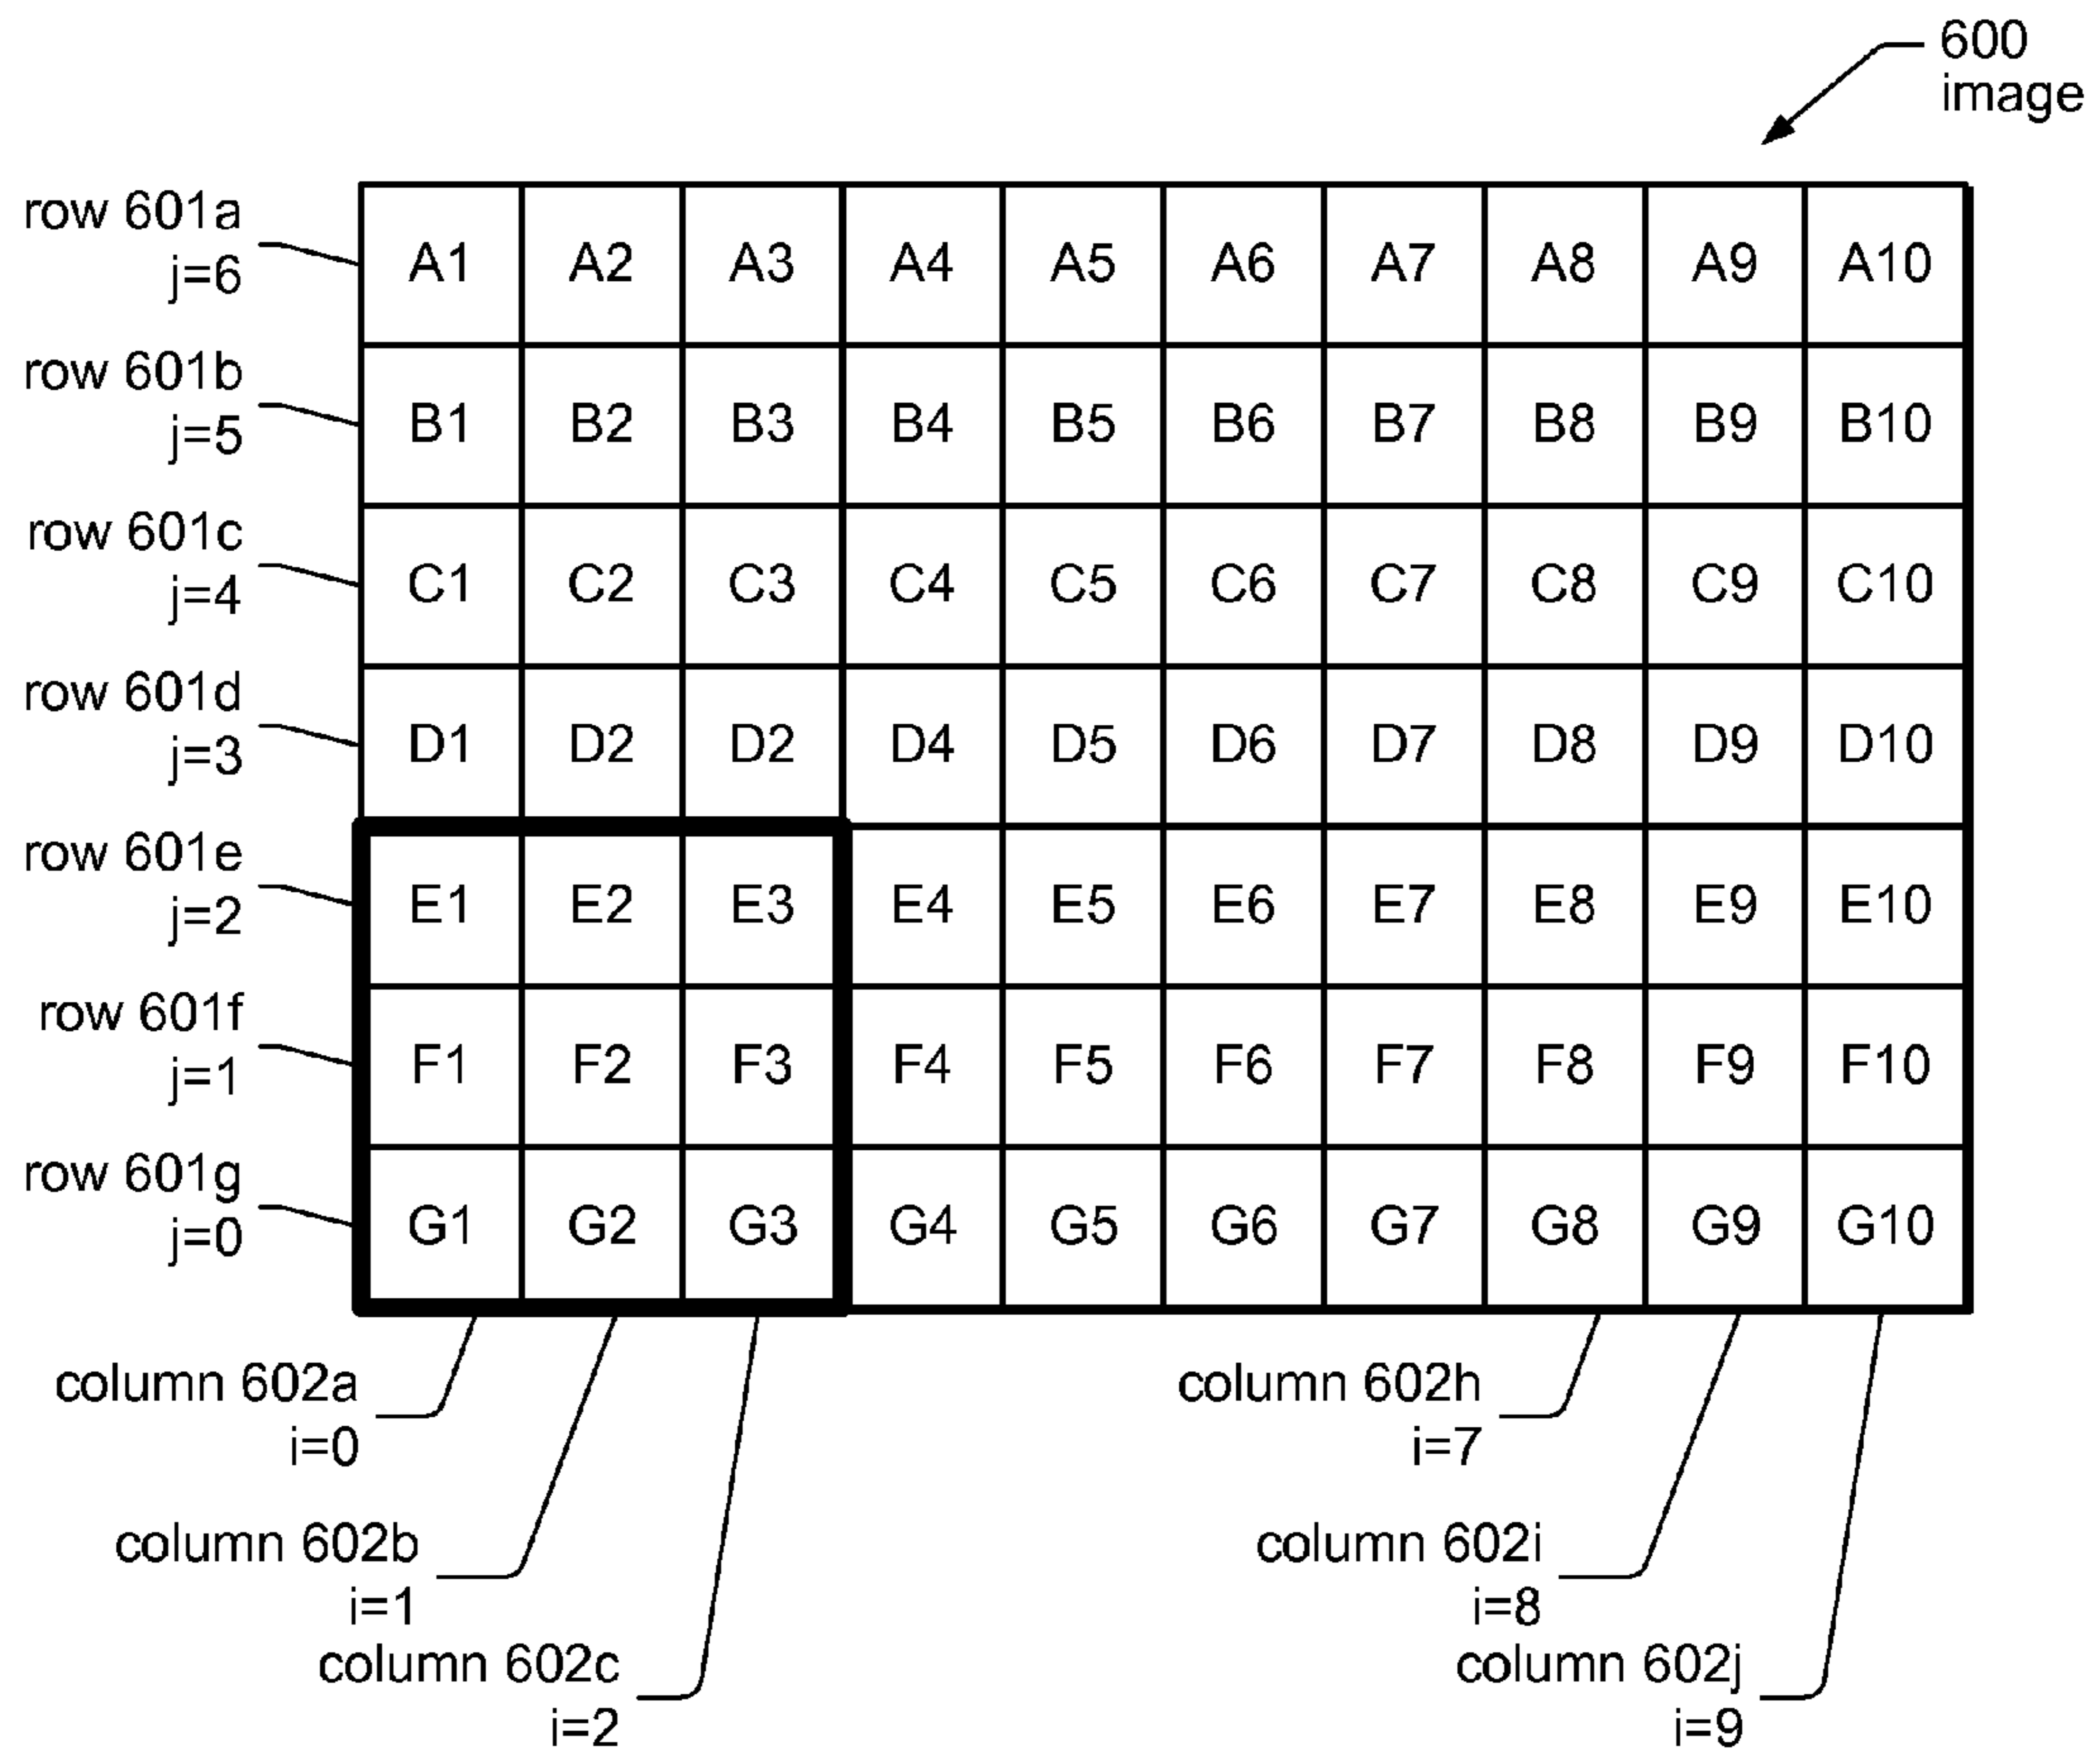 600
image
row 601a
j=6
A1 A2 A3 A4 A5 A6 A7 A8 A9 A10
row 601b
j=5
B1 B2 B3 B4 B5 B6 B7 B8 B9 B10
row 601c
j=4
C1 C2 C3 C4 C5 C6 C7 C8 C9 C10
row 601d
j=3
D1 D2 D2 D4 D5 D6 D7 D8 D9 D10
row 601e
j=2
E1 E2 E3 E4 E5 E6 E7 E8 E9 E10
row 601f
j=1
F1 F2 F3 F4 F5 F6 F7 F8 F9 F10
row 601g
j=0
G1 G2 G3 G4 G5 G6 G7 G8 G9 G10
column 602a
i=0
column 602b
i=1
column 602c
i=2
column 602h
i=7
column 602i
i=8
column 602j
i=9